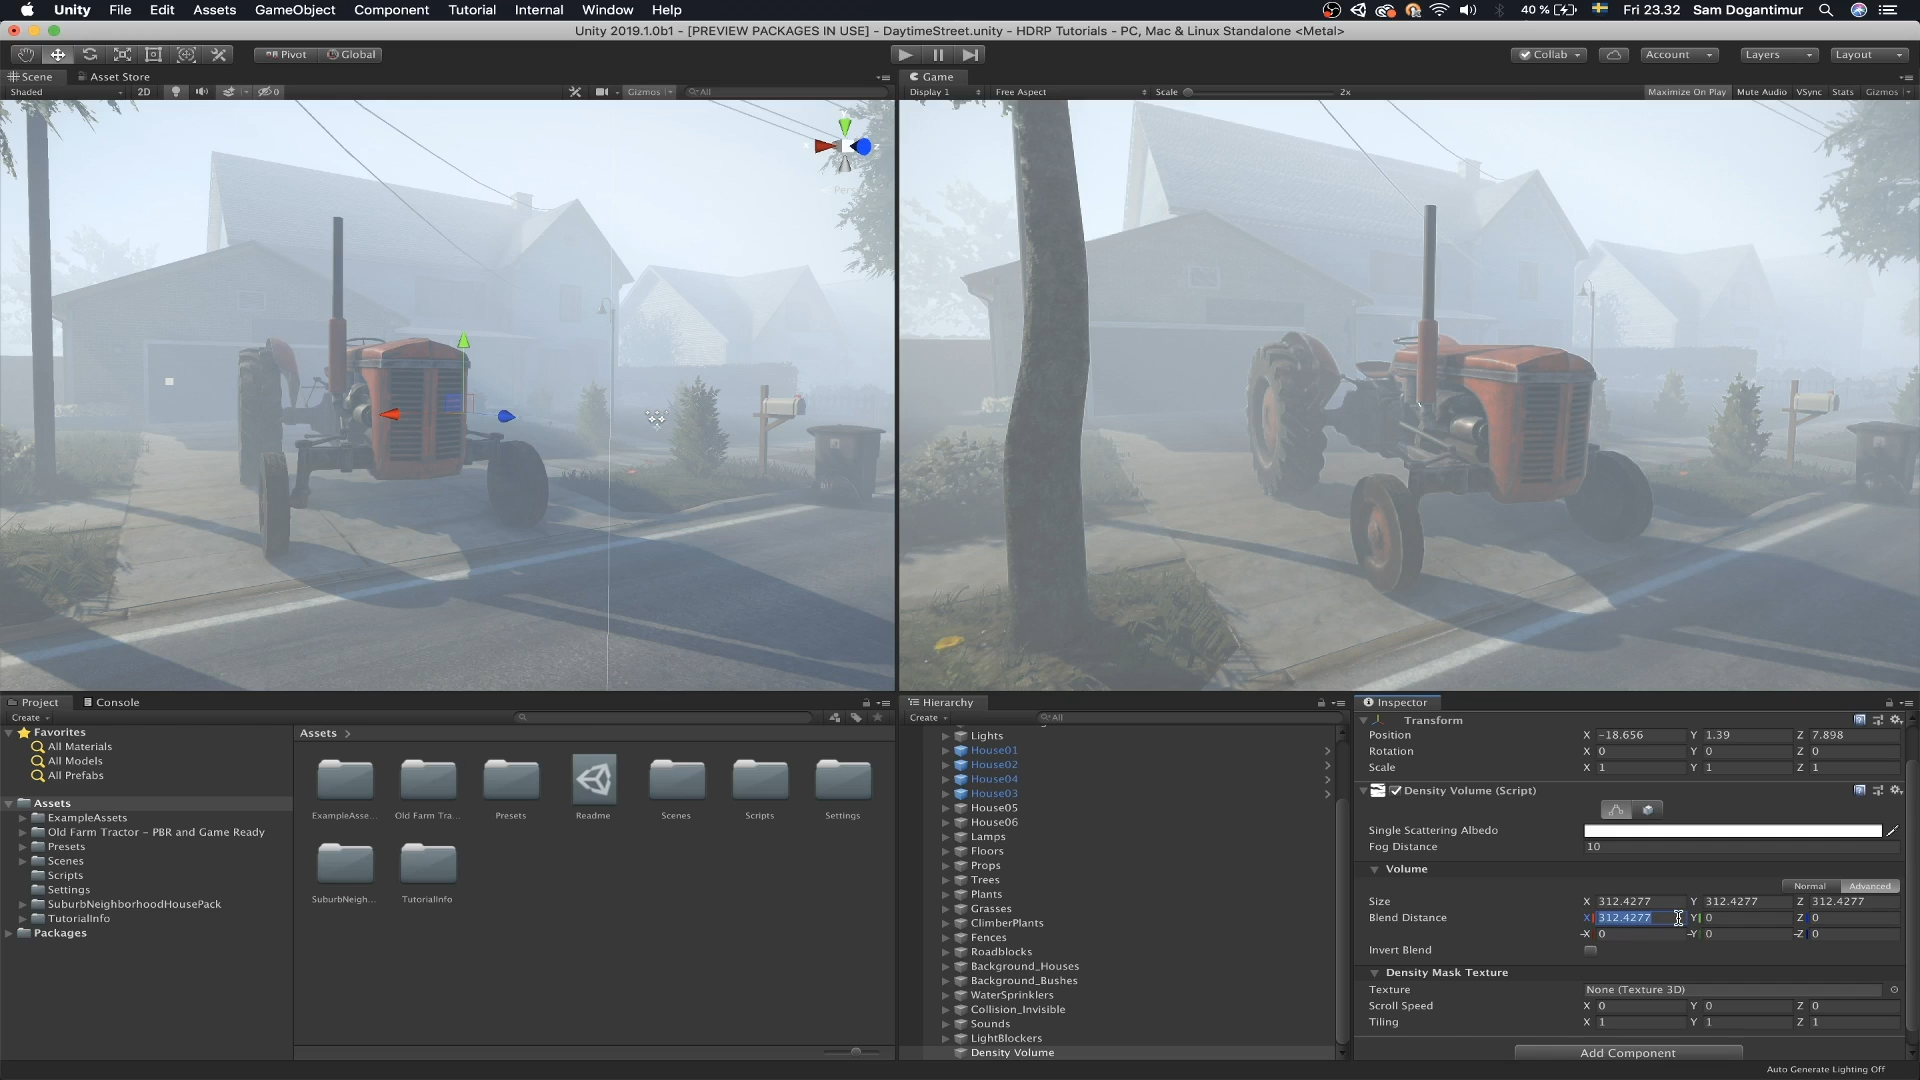 Unity File Edit Assets GameObject Component Tutorial Internal Window Help 40 % Fri 23.32 Sam Dogantimur
Unity 2019.1.0b1 - [PREVIEW PACKAGES IN USE] - DaytimeStreet.unity - HDRP Tutorials - PC, Mac & Linux Standalone <Metal>
Pivot Global Collab Account Layers Layout
Scene Asset Store Game
Shaded 2D 0 Gizmos All Display 1 Free Aspect Scale 2x Maximize On Play Mute Audio VSync Stats Gizmos
z
Project Console
Create
Favorites
All Materials
All Models
All Prefabs
Assets
ExampleAssets
Old Farm Tractor – PBR and Game Ready
Presets
Scenes
Scripts
Settings
SuburbNeighborhoodHousePack
TutorialInfo
Packages
Assets
ExampleAsse... Old Farm Tra... Presets Readme Scenes Scripts Settings
SuburbNeigh... TutorialInfo
Hierarchy
Create All
Lights
House01
House02
House04
House03
House05
House06
Lamps
Floors
Props
Trees
Plants
Grasses
ClimberPlants
Fences
Roadblocks
Background_Houses
Background_Bushes
WaterSprinklers
Collision_Invisible
Sounds
LightBlockers
Density Volume
Inspector
Transform
Position X -18.656 Y 1.39 Z 7.898
Rotation X 0 Y 0 Z 0
Scale X 1 Y 1 Z 1
Density Volume (Script)
Single Scattering Albedo
Fog Distance 10
Volume
Normal Advanced
Size X 312.4277 Y 312.4277 Z 312.4277
Blend Distance X 312.4277 Y 0 Z 0
-X 0 -Y 0 -Z 0
Invert Blend
Density Mask Texture
Texture None (Texture 3D)
Scroll Speed X 0 Y 0 Z 0
Tiling X 1 Y 1 Z 1
Add Component
Auto Generate Lighting Off